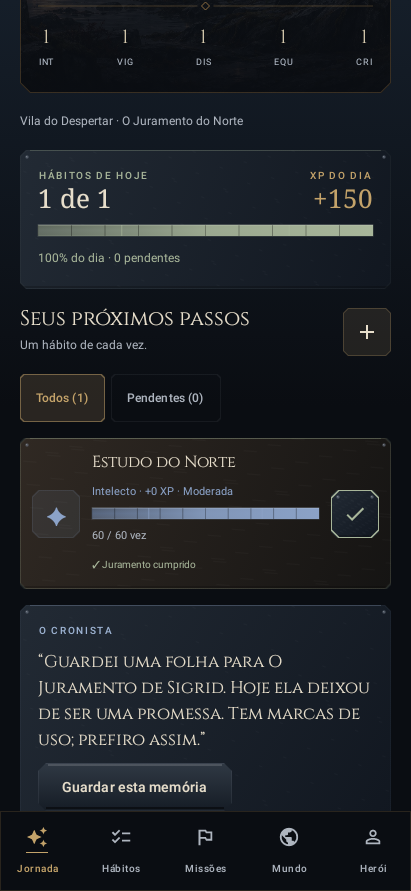 1 1 1 1 1
INT VIG DIS EQU CRI
Vila do Despertar · O Juramento do Norte
HÁBITOS DE HOJE XP DO DIA
1 de 1 +150
100% do dia · 0 pendentes
Seus próximos passos
Um hábito de cada vez.
+
Todos (1) Pendentes (0)
Estudo do Norte
Intelecto · +0 XP · Moderada
60 / 60 vez
✓Juramento cumprido
O CRONISTA
“Guardei uma folha para O
Juramento de Sigrid. Hoje ela deixou
de ser uma promessa. Tem marcas de
uso; prefiro assim.”
Guardar esta memória
Jornada Hábitos Missões Mundo Herói